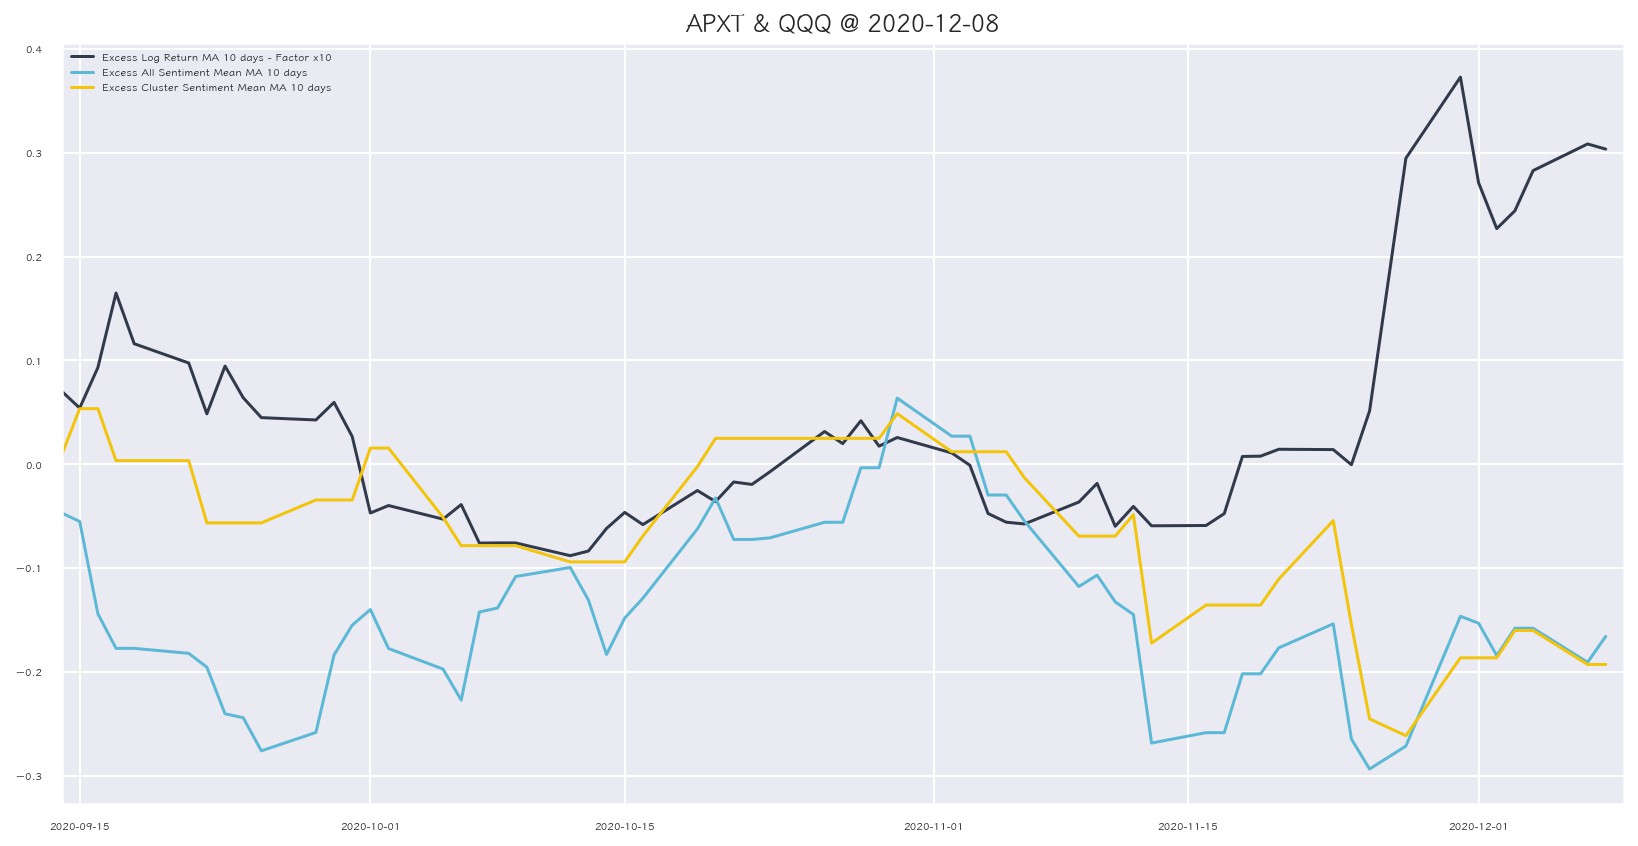 APXT & QQQ @ 2020-12-08
Excess Log Return MA 10 days - Factor x10
Excess All Sentiment Mean MA 10 days
Excess Cluster Sentiment Mean MA 10 days
0.4
0.3
0.2
0.1
0.0
−0.1
−0.2
−0.3
2020-09-15 2020-10-01 2020-10-15 2020-11-01 2020-11-15 2020-12-01